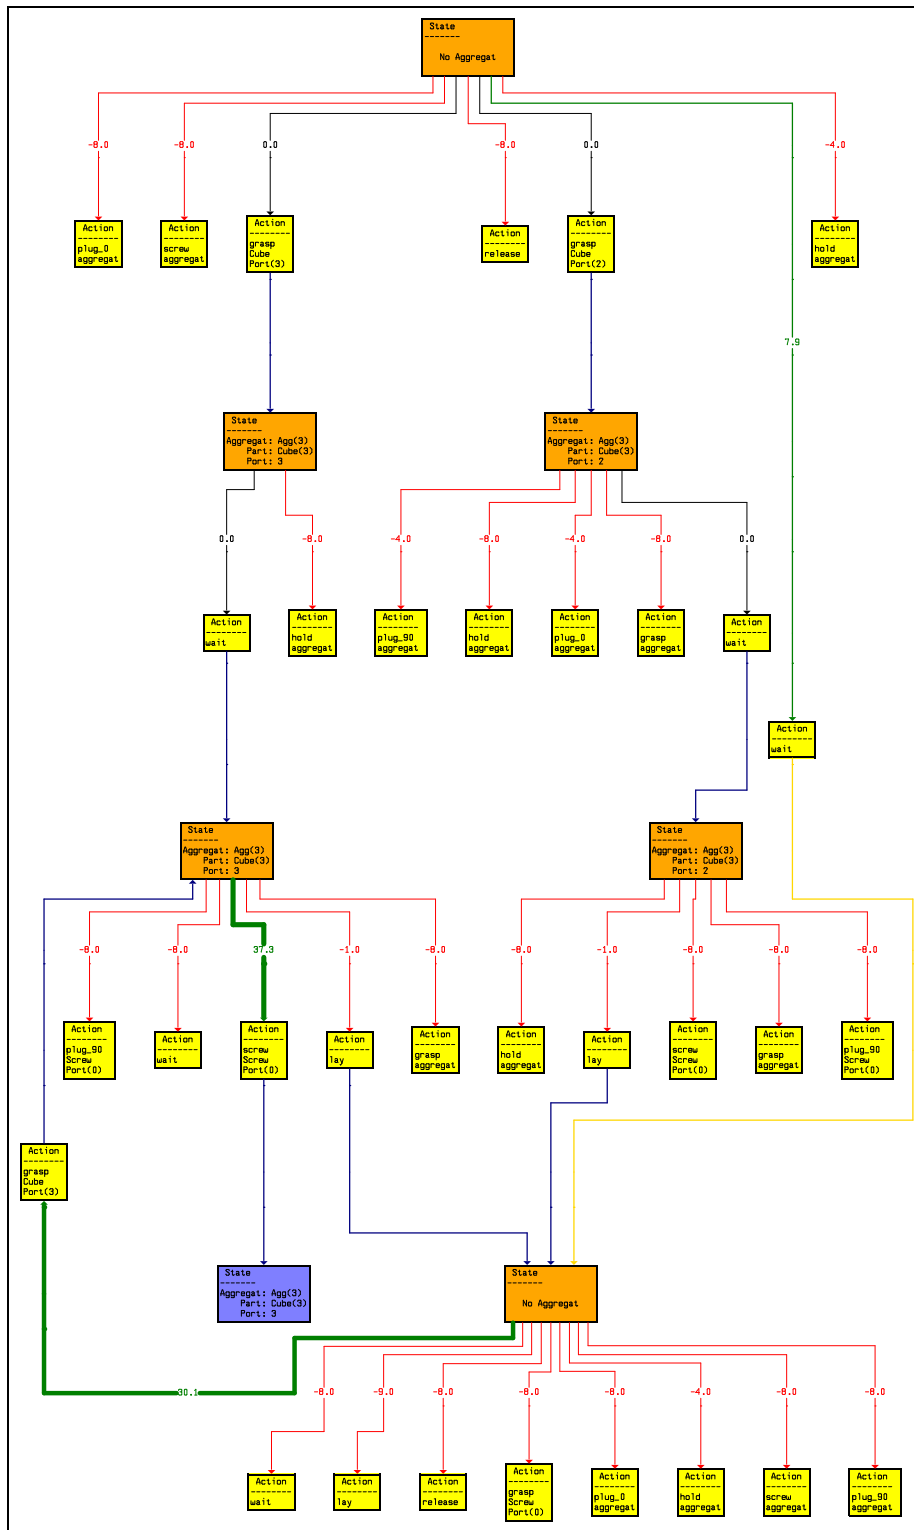 State
-------
No Aggregat
-8.0
-8.0
0.0
-8.0
0.0
-4.0
Action
--------
plug_0
aggregat
Action
--------
screw
aggregat
Action
--------
grasp
Cube
Port(3)
Action
--------
release
Action
--------
grasp
Cube
Port(2)
Action
--------
hold
aggregat
7.9
State
-------
Aggregat: Agg(3)
Part: Cube(3)
Port: 3
State
-------
Aggregat: Agg(3)
Part: Cube(3)
Port: 2
0.0
-8.0
-4.0
-8.0
-4.0
-8.0
0.0
Action
--------
wait
Action
--------
hold
aggregat
Action
--------
plug_90
aggregat
Action
--------
hold
aggregat
Action
--------
plug_0
aggregat
Action
--------
grasp
aggregat
Action
--------
wait
Action
--------
wait
State
-------
Aggregat: Agg(3)
Part: Cube(3)
Port: 3
State
-------
Aggregat: Agg(3)
Part: Cube(3)
Port: 2
-8.0
-8.0
37.3
-1.0
-8.0
-8.0
-1.0
-8.0
-8.0
-8.0
Action
--------
plug_90
Screw
Port(0)
Action
--------
wait
Action
--------
screw
Screw
Port(0)
Action
--------
lay
Action
--------
grasp
aggregat
Action
--------
hold
aggregat
Action
--------
lay
Action
--------
screw
Screw
Port(0)
Action
--------
grasp
aggregat
Action
--------
plug_90
Screw
Port(0)
Action
--------
grasp
Cube
Port(3)
State
-------
Aggregat: Agg(3)
Part: Cube(3)
Port: 3
State
-------
No Aggregat
30.1
-8.0
-9.0
-8.0
-8.0
-8.0
-4.0
-8.0
-8.0
Action
--------
wait
Action
--------
lay
Action
--------
release
Action
--------
grasp
Screw
Port(0)
Action
--------
plug_0
aggregat
Action
--------
hold
aggregat
Action
--------
screw
aggregat
Action
--------
plug_90
aggregat